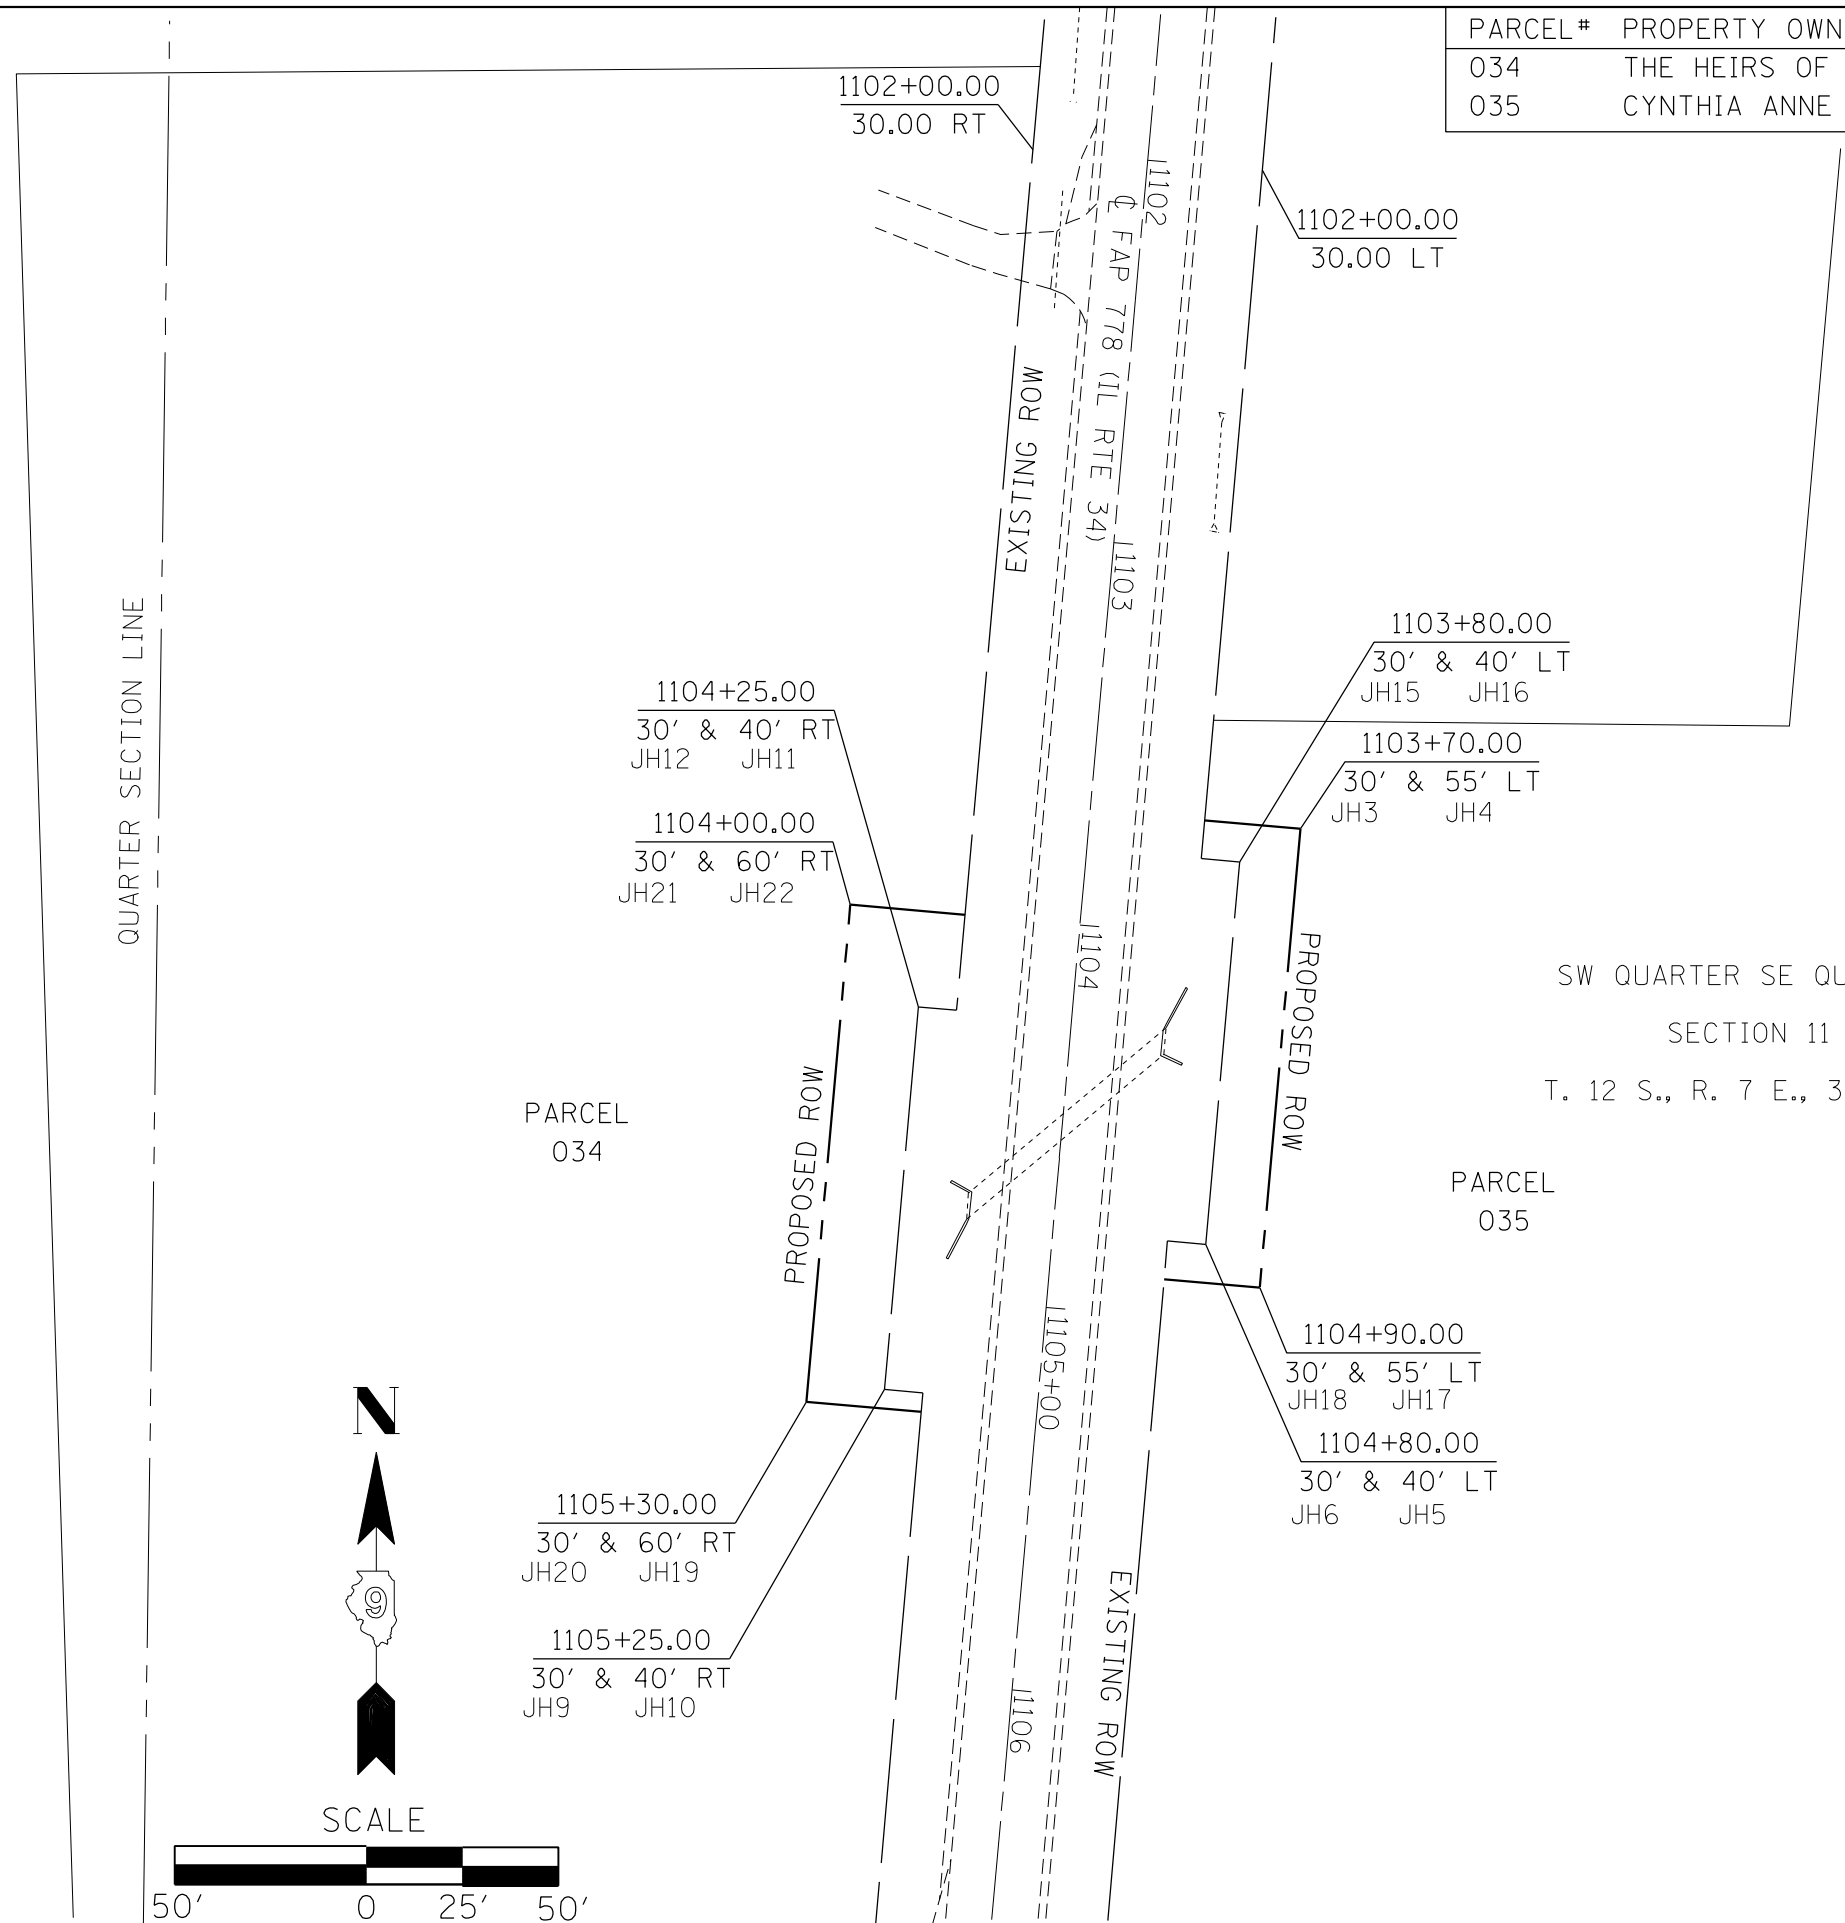 PARCEL# PROPERTY OWN
034 THE HEIRS OF
035 CYNTHIA ANNE
1102+00.00
30.00 RT
1102
1102+00.00
30.00 LT
℄ FAP 778 (IL RTE 34)
EXISTING ROW
1103
QUARTER SECTION LINE
1103+80.00
30' & 40' LT
JH15 JH16
1104+25.00
30' & 40' RT
JH12 JH11
1103+70.00
30' & 55' LT
JH3 JH4
1104+00.00
30' & 60' RT
JH21 JH22
1104
PROPOSED ROW
SW QUARTER SE QU
SECTION 11
T. 12 S., R. 7 E., 3
PROPOSED ROW
PARCEL
034
PARCEL
035
1105+00
1104+90.00
30' & 55' LT
JH18 JH17
1104+80.00
30' & 40' LT
JH6 JH5
N
9
1105+30.00
30' & 60' RT
JH20 JH19
1105+25.00
30' & 40' RT
JH9 JH10
EXISTING ROW
1106
SCALE
50' 0 25' 50'